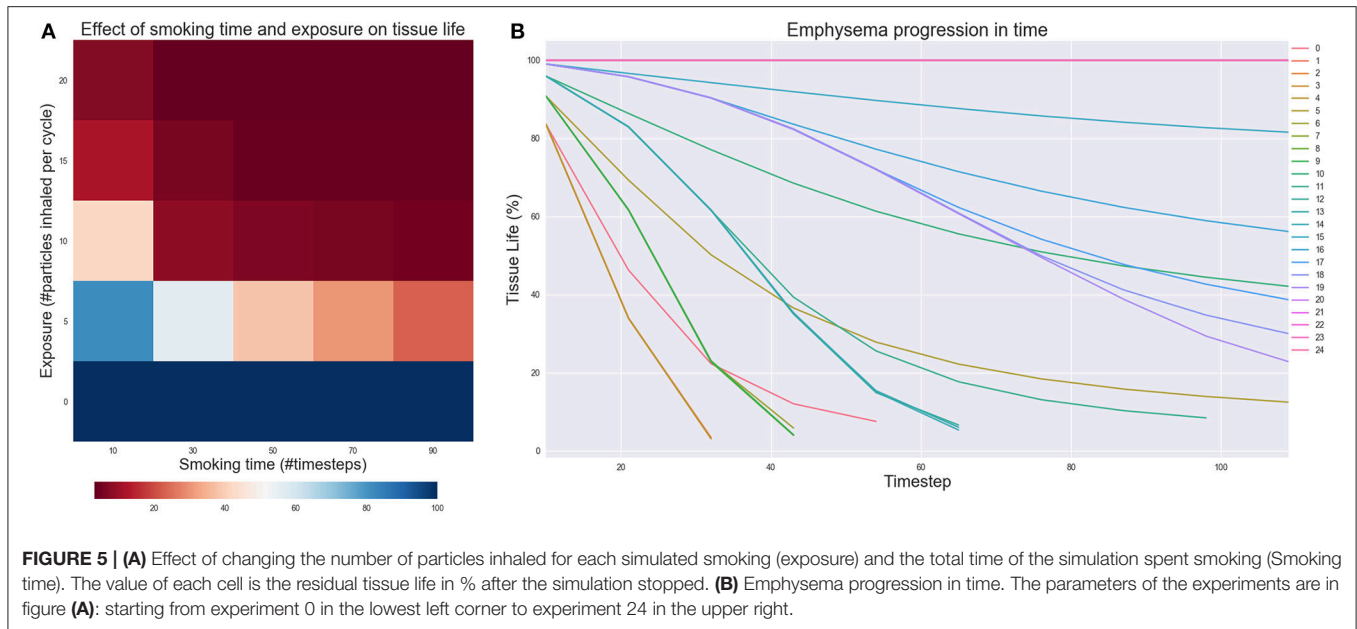 A
Effect of smoking time and exposure on tissue life
Exposure (#particles inhaled per cycle)
20
15
10
5
0
10 30 50 70 90
Smoking time (#timesteps)
20 40 60 80 100
B
Emphysema progression in time
Tissue Life (%)
100
80
60
40
20
0
20 40 60 80 100
Timestep
0
1
2
3
4
5
6
7
8
9
10
11
12
13
14
15
16
17
18
19
20
21
22
23
24
FIGURE 5 | (A) Effect of changing the number of particles inhaled for each simulated smoking (exposure) and the total time of the simulation spent smoking (Smoking
time). The value of each cell is the residual tissue life in % after the simulation stopped. (B) Emphysema progression in time. The parameters of the experiments are in
figure (A): starting from experiment 0 in the lowest left corner to experiment 24 in the upper right.